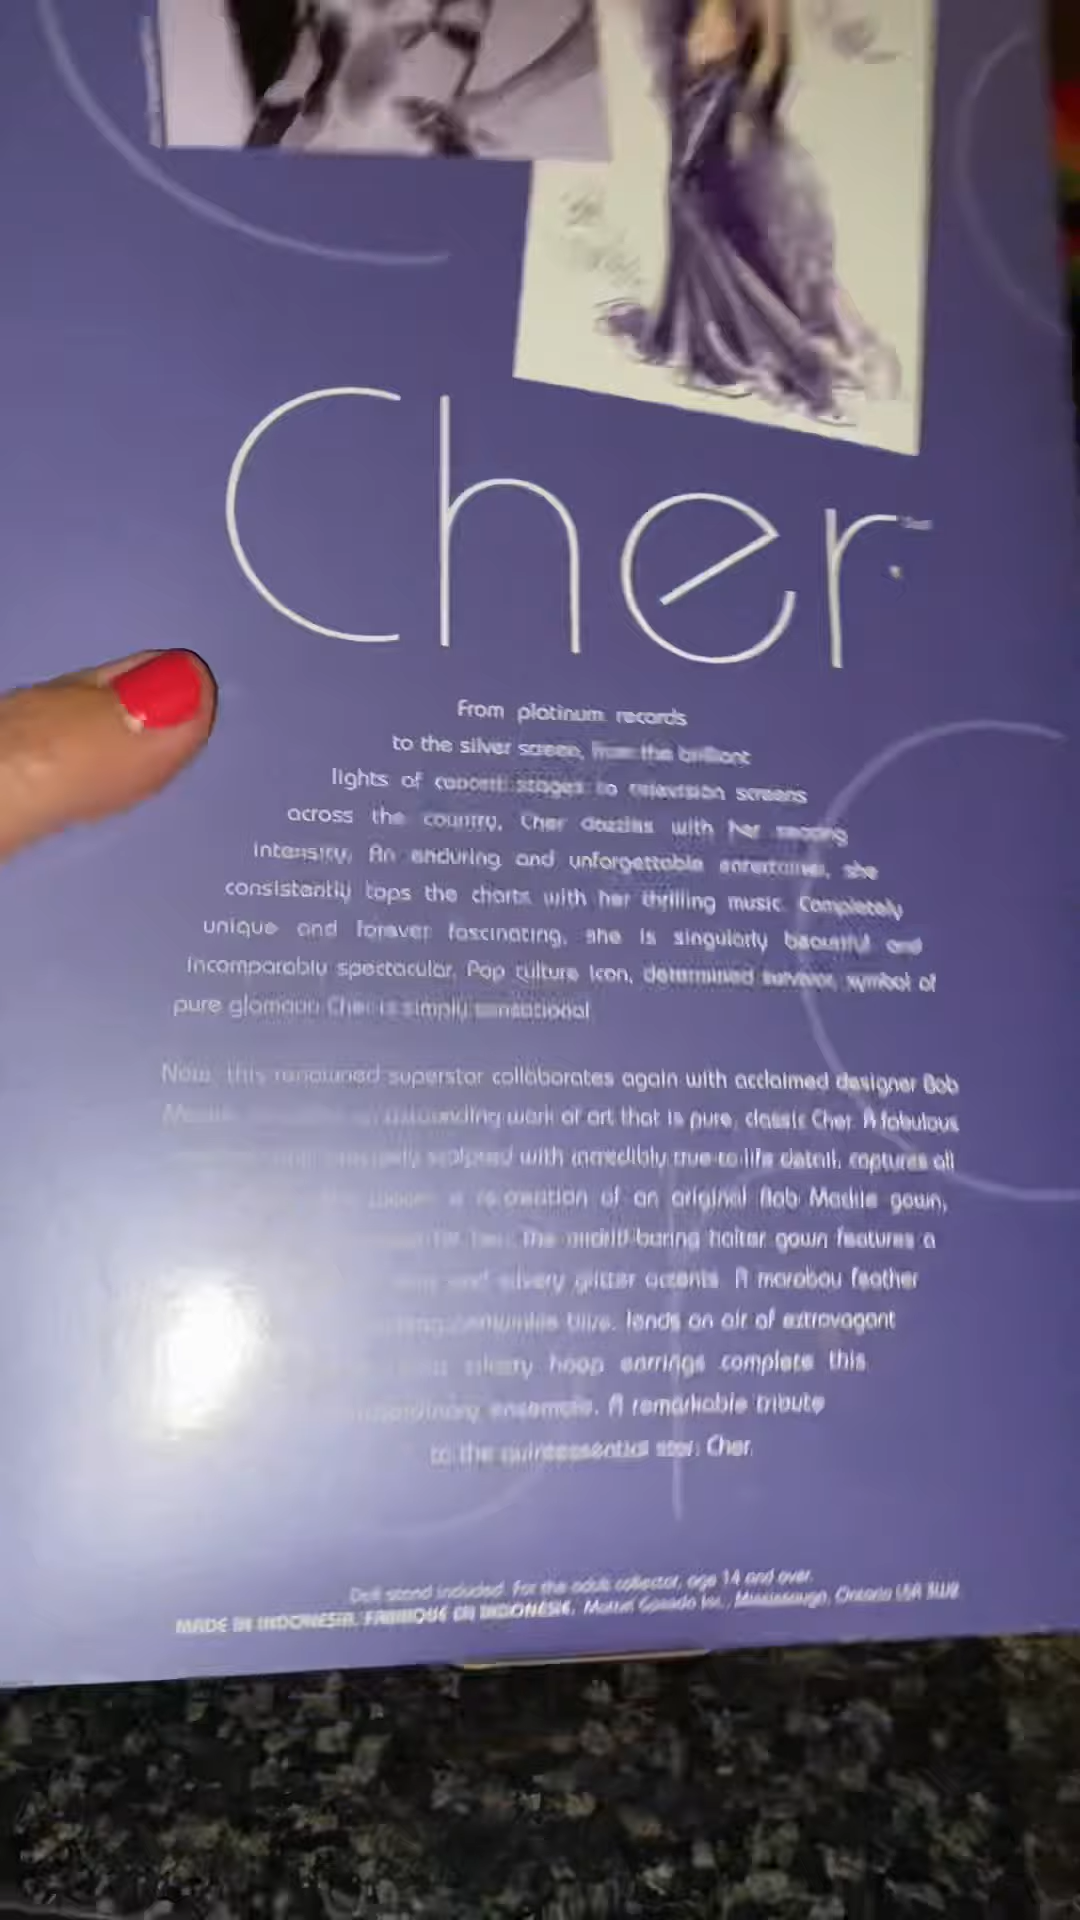 Cher
From platinum records
to the silver screen, from the brilliant
lights of concert stages to television screens
across the country, Cher dazzles with her
intensity. An enduring and unforgettable entertainer, she
consistently tops the charts with her thrilling music. Completely
unique and forever fascinating, she is singularly beautiful and
incomparably spectacular. Pop culture icon, determined survivor, symbol of
pure glamour: Cher is simply sensational
Now, this renowned superstar collaborates again with acclaimed designer Bob
astounding work of art that is pure, classic Cher. A fabulous
sculpted with incredibly true-to-life detail, captures all
of an original Bob Mackie gown,
The midriff-baring halter gown features a
and silvery glitter accents. A marabou feather
periwinkle blue, lends an air of extravagant
silvery hoop earrings complete this
extraordinary ensemble. A remarkable tribute
to the quintessential star: Cher.
Doll stand included. For the adult collector, age 14 and over.
MADE IN INDONESIA. FABRIQUÉ EN INDONÉSIE. Mattel Canada Inc., Mississauga, Ontario